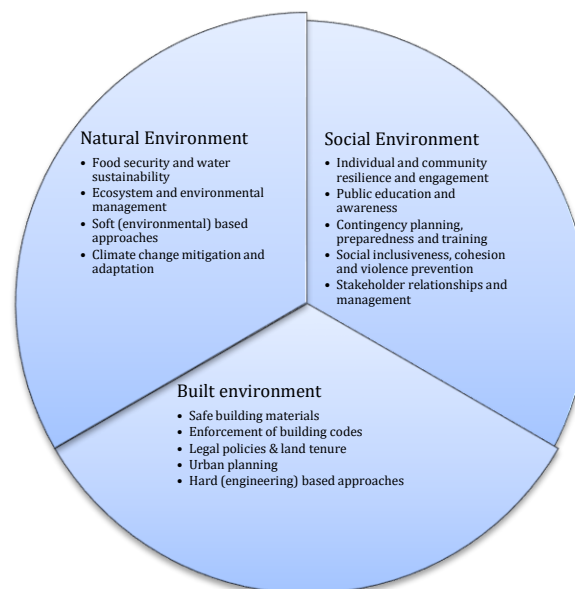 Natural Environment
• Food security and water
sustainability
• Ecosystem and environmental
management
• Soft (environmental) based
approaches
• Climate change mitigation and
adaptation
Social Environment
• Individual and community
resilience and engagement
• Public education and
awareness
• Contingency planning,
preparedness and training
• Social inclusiveness, cohesion
and violence prevention
• Stakeholder relationships and
management
Built environment
• Safe building materials
• Enforcement of building codes
• Legal policies & land tenure
• Urban planning
• Hard (engineering) based approaches